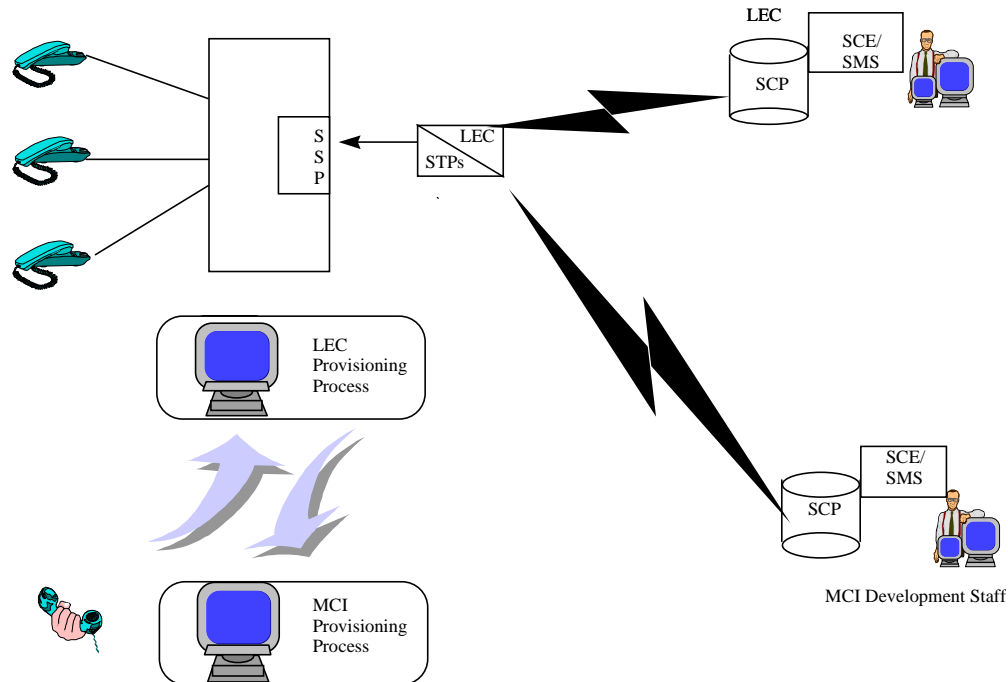 LEC
SCE/
SMS
SCP
S
S
P
LEC
STPs
LEC
Provisioning
Process
SCE/
SMS
SCP
MCI Development Staff
MCI
Provisioning
Process